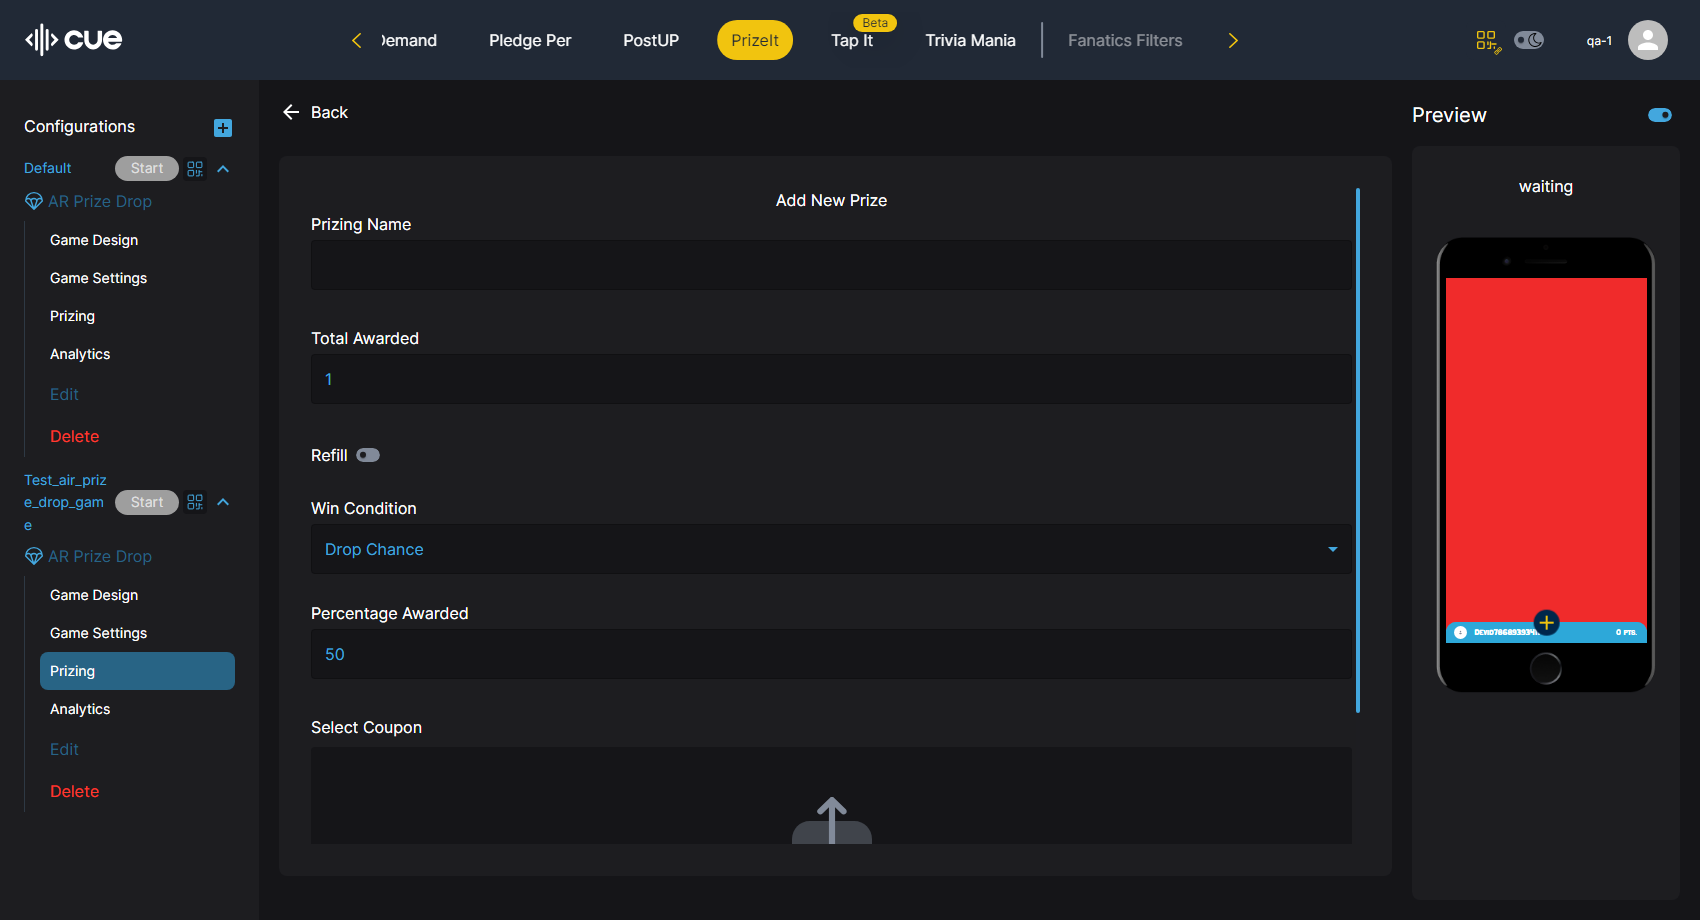 cue
Demand
Pledge Per
PostUP
PrizeIt
Beta
Tap It
Trivia Mania
Fanatics Filters
qa-1
Configurations
Default
Start
AR Prize Drop
Game Design
Game Settings
Prizing
Analytics
Edit
Delete
Test_air_priz
e_drop_gam
e
Start
AR Prize Drop
Game Design
Game Settings
Prizing
Analytics
Edit
Delete
Back
Add New Prize
Prizing Name
Total Awarded
1
Refill
Win Condition
Drop Chance
Percentage Awarded
50
Select Coupon
Preview
waiting
0 PTS.